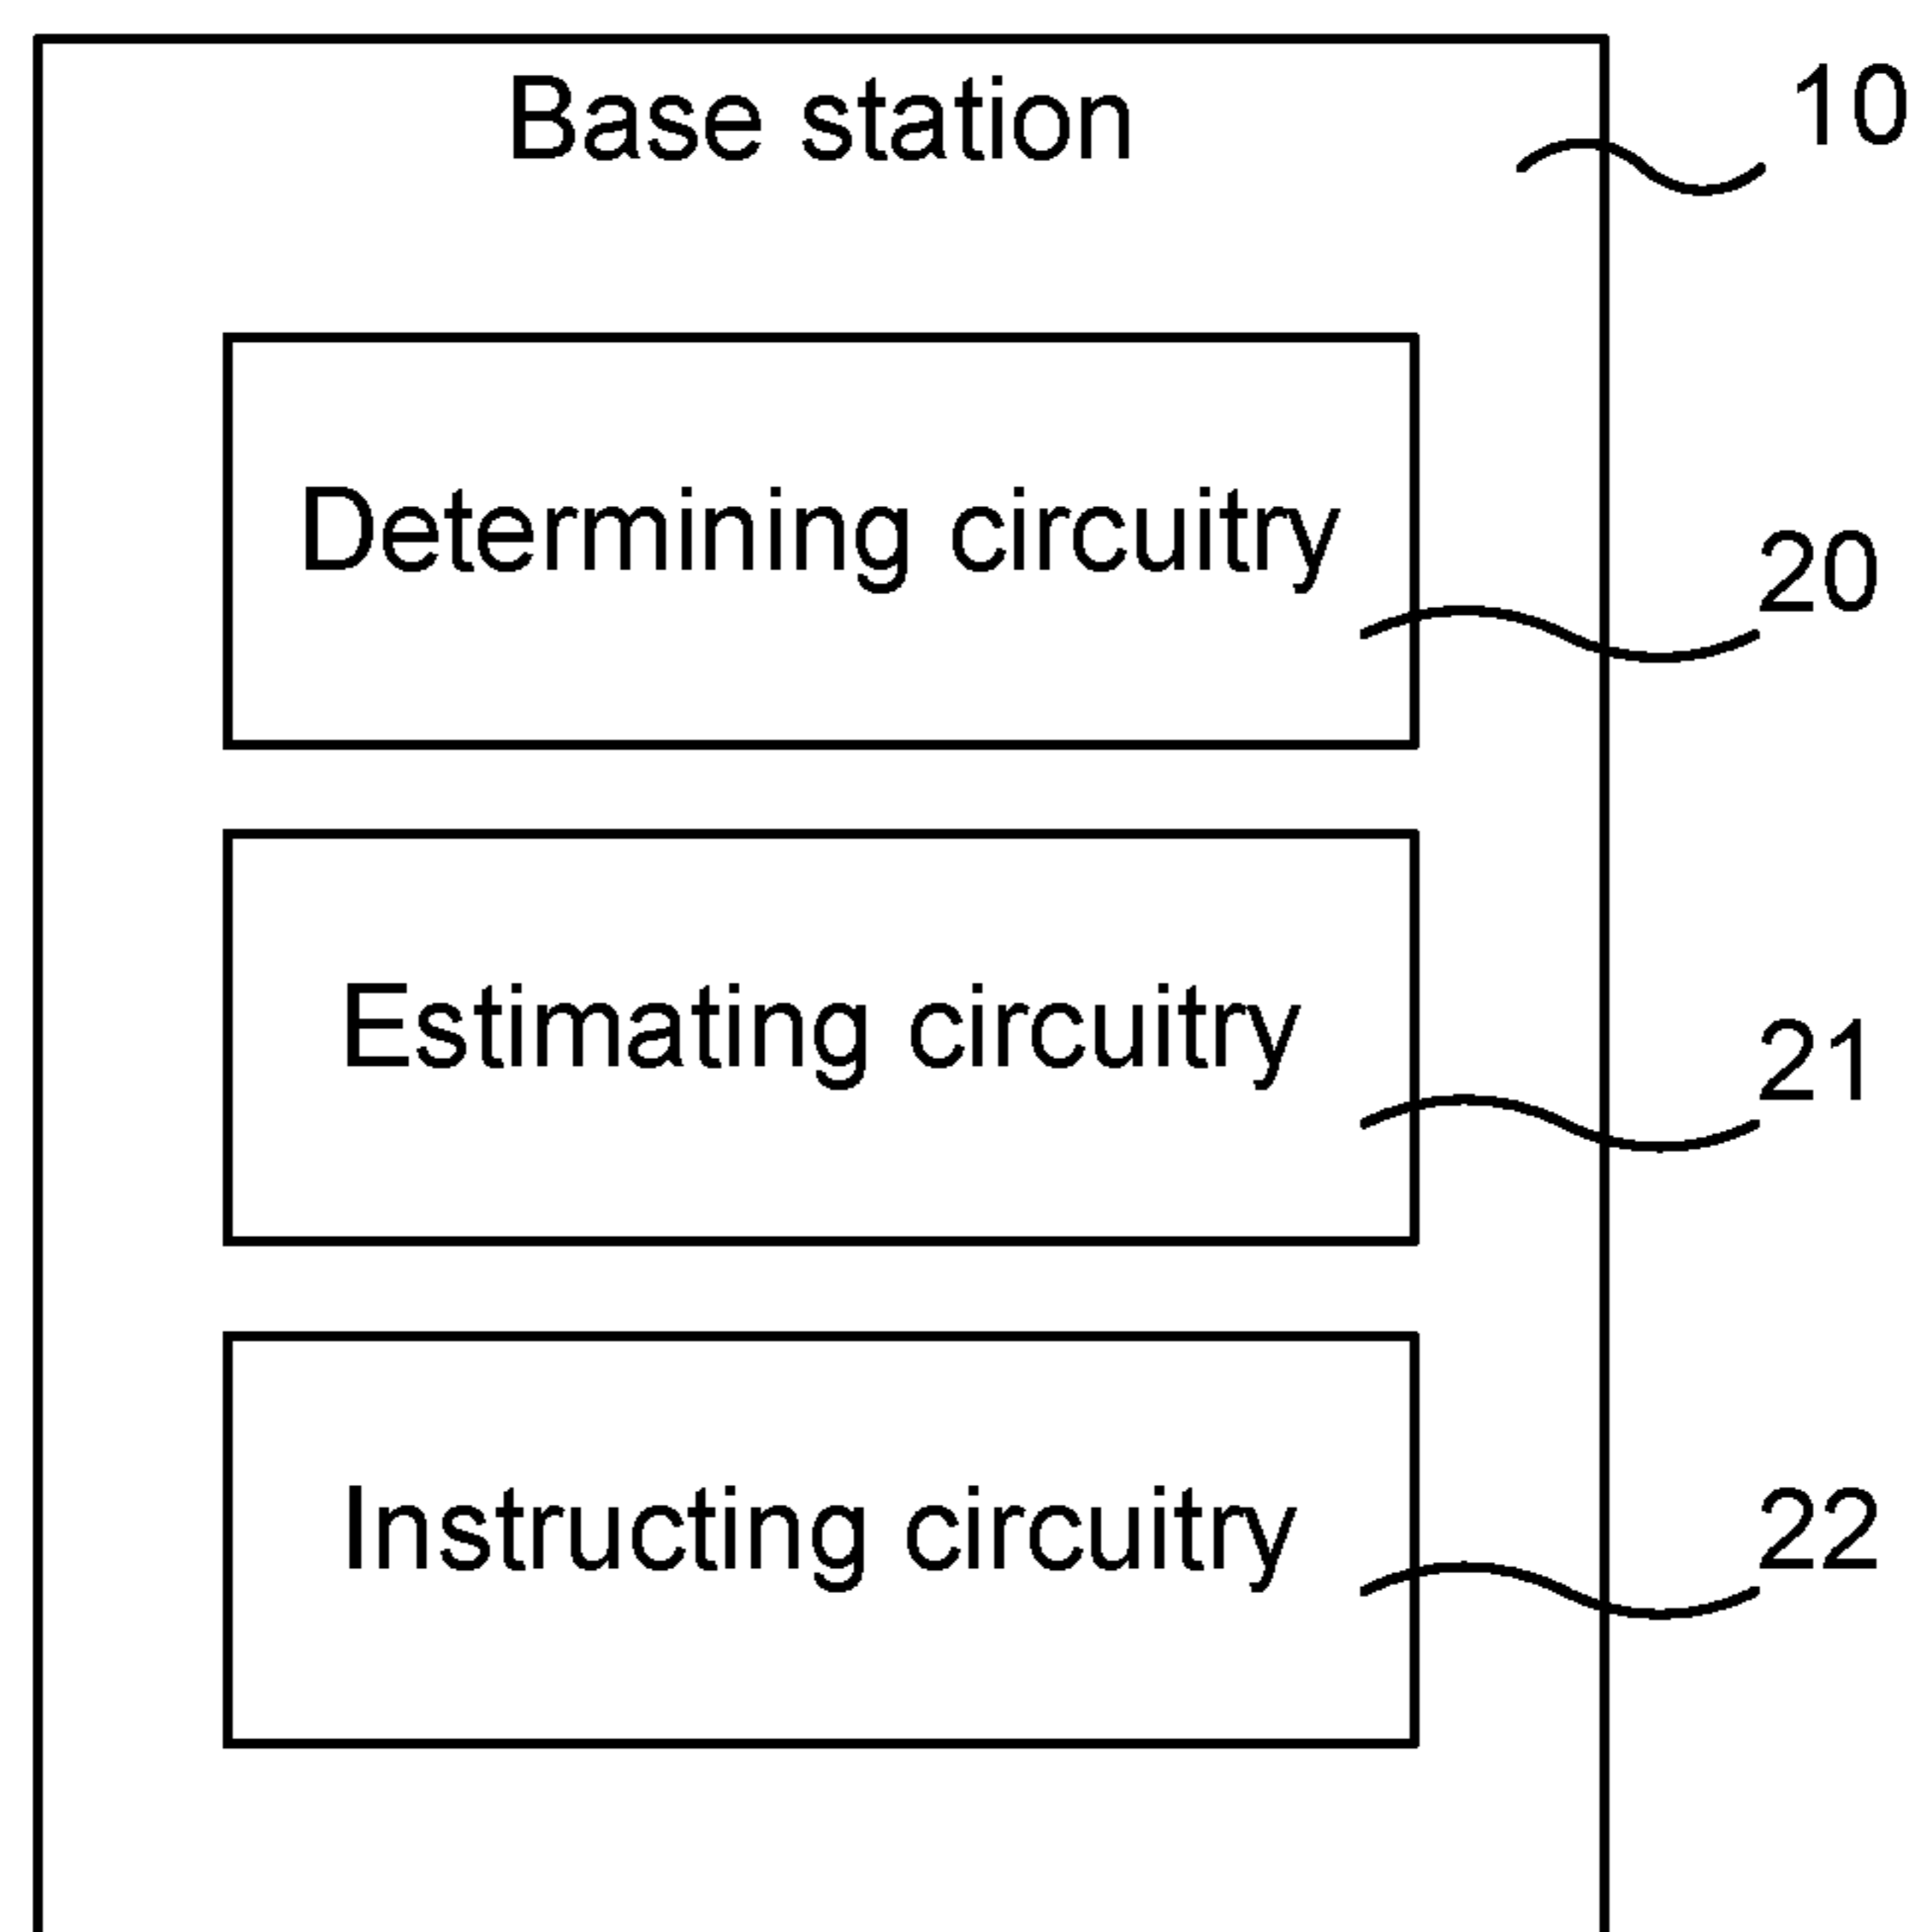 Base station
10
Determining circuitry
20
Estimating circuitry
21
Instructing circuitry
22